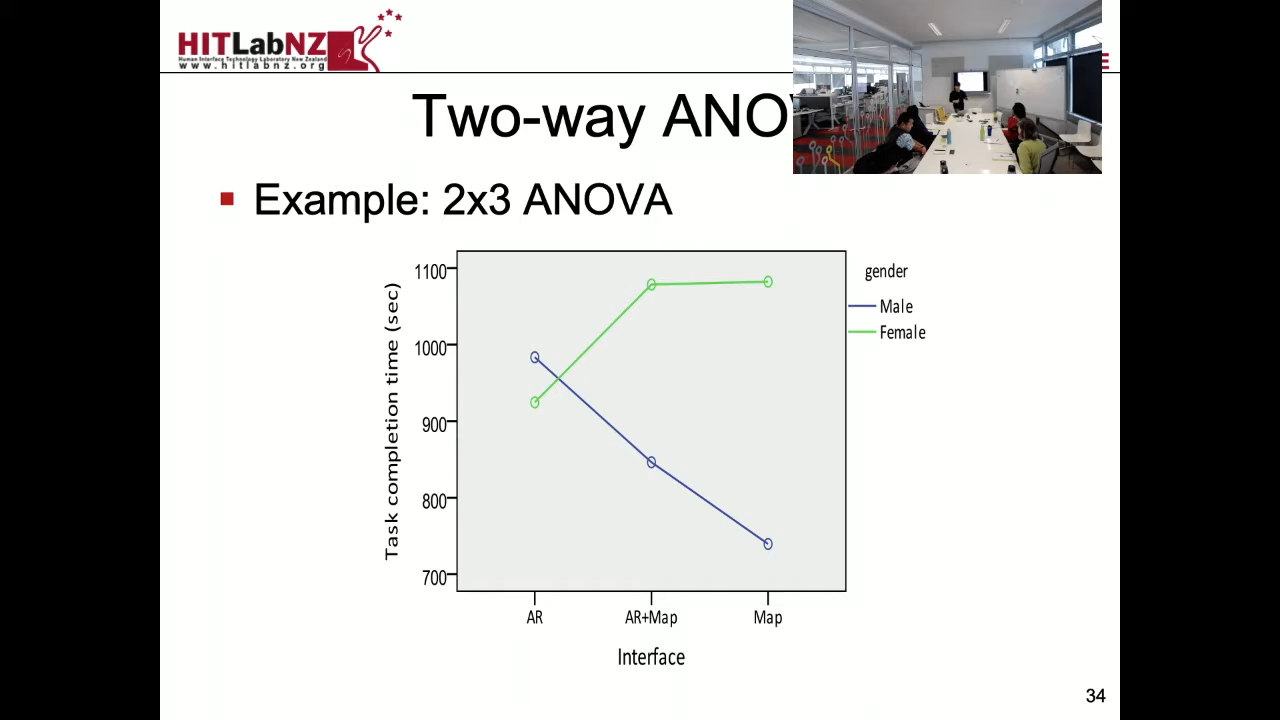 HITLabNZ
Human Interface Technology Laboratory New Zealand
www.hitlabnz.org
Two-way ANO
Example: 2x3 ANOVA
1100
1000
900
800
700
Task completion time (sec)
AR
AR+Map
Map
Interface
gender
Male
Female
34